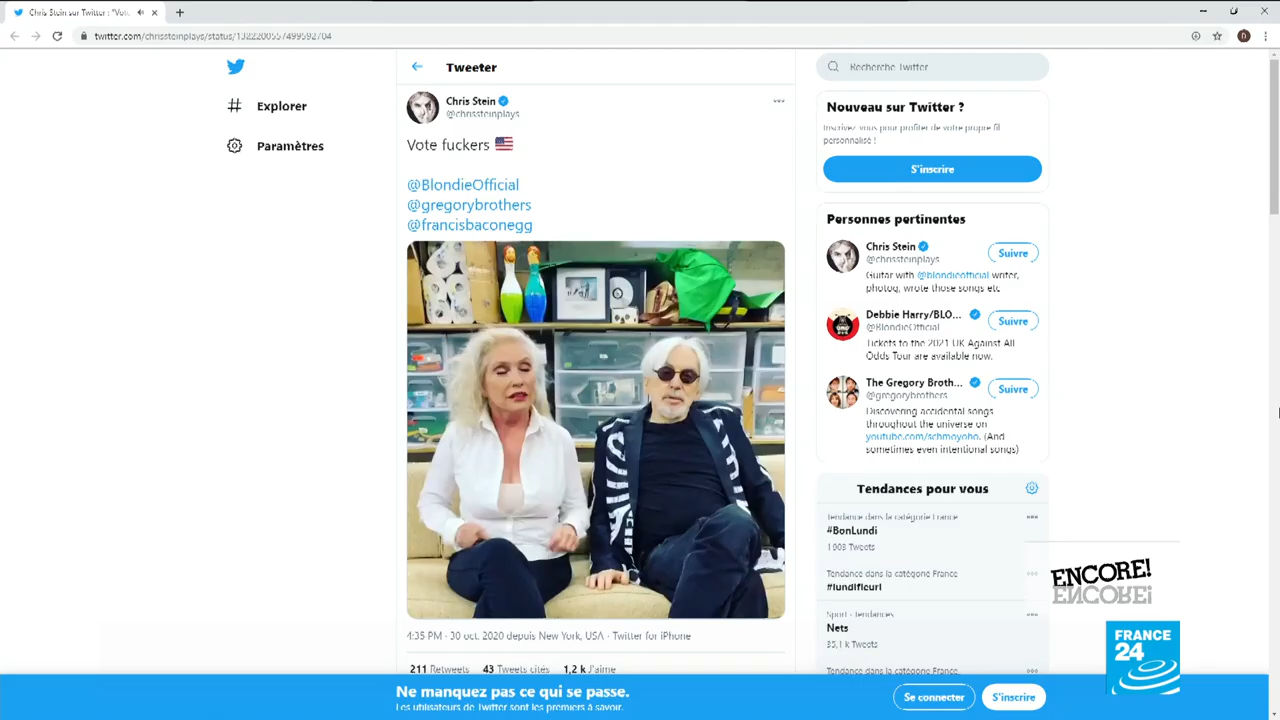 Chris Stein sur Twitter : "Vote
twitter.com/chrissteinplays/status/1322200557499592704
Explorer
Paramètres
Tweeter
Chris Stein
@chrissteinplays
Vote fuckers
@BlondieOfficial
@gregorybrothers
@francisbaconegg
4:35 PM · 30 oct. 2020 depuis New York, USA · Twitter for iPhone
211 Retweets 43 Tweets cités 1,2 k J'aime
Recherche Twitter
Nouveau sur Twitter ?
Inscrivez-vous pour profiter de votre propre fil
personnalisé !
S'inscrire
Personnes pertinentes
Chris Stein
@chrissteinplays
Suivre
Guitar with @blondieofficial writer,
photog, wrote those songs etc
Debbie Harry/BLO...
@BlondieOfficial
Suivre
Tickets to the 2021 UK Against All
Odds Tour are available now.
The Gregory Broth...
@gregorybrothers
Suivre
Discovering accidental songs
throughout the universe on
youtube.com/schmoyoho. (And
sometimes even intentional songs)
Tendances pour vous
Tendance dans la catégorie France
#BonLundi
1 903 Tweets
Tendance dans la catégorie France
#lundifleuri
Sport · Tendances
Nets
35,1 k Tweets
Tendance dans la catégorie France
ENCORE!
ENCORE!
FRANCE
24
Ne manquez pas ce qui se passe.
Les utilisateurs de Twitter sont les premiers à savoir.
Se connecter
S'inscrire